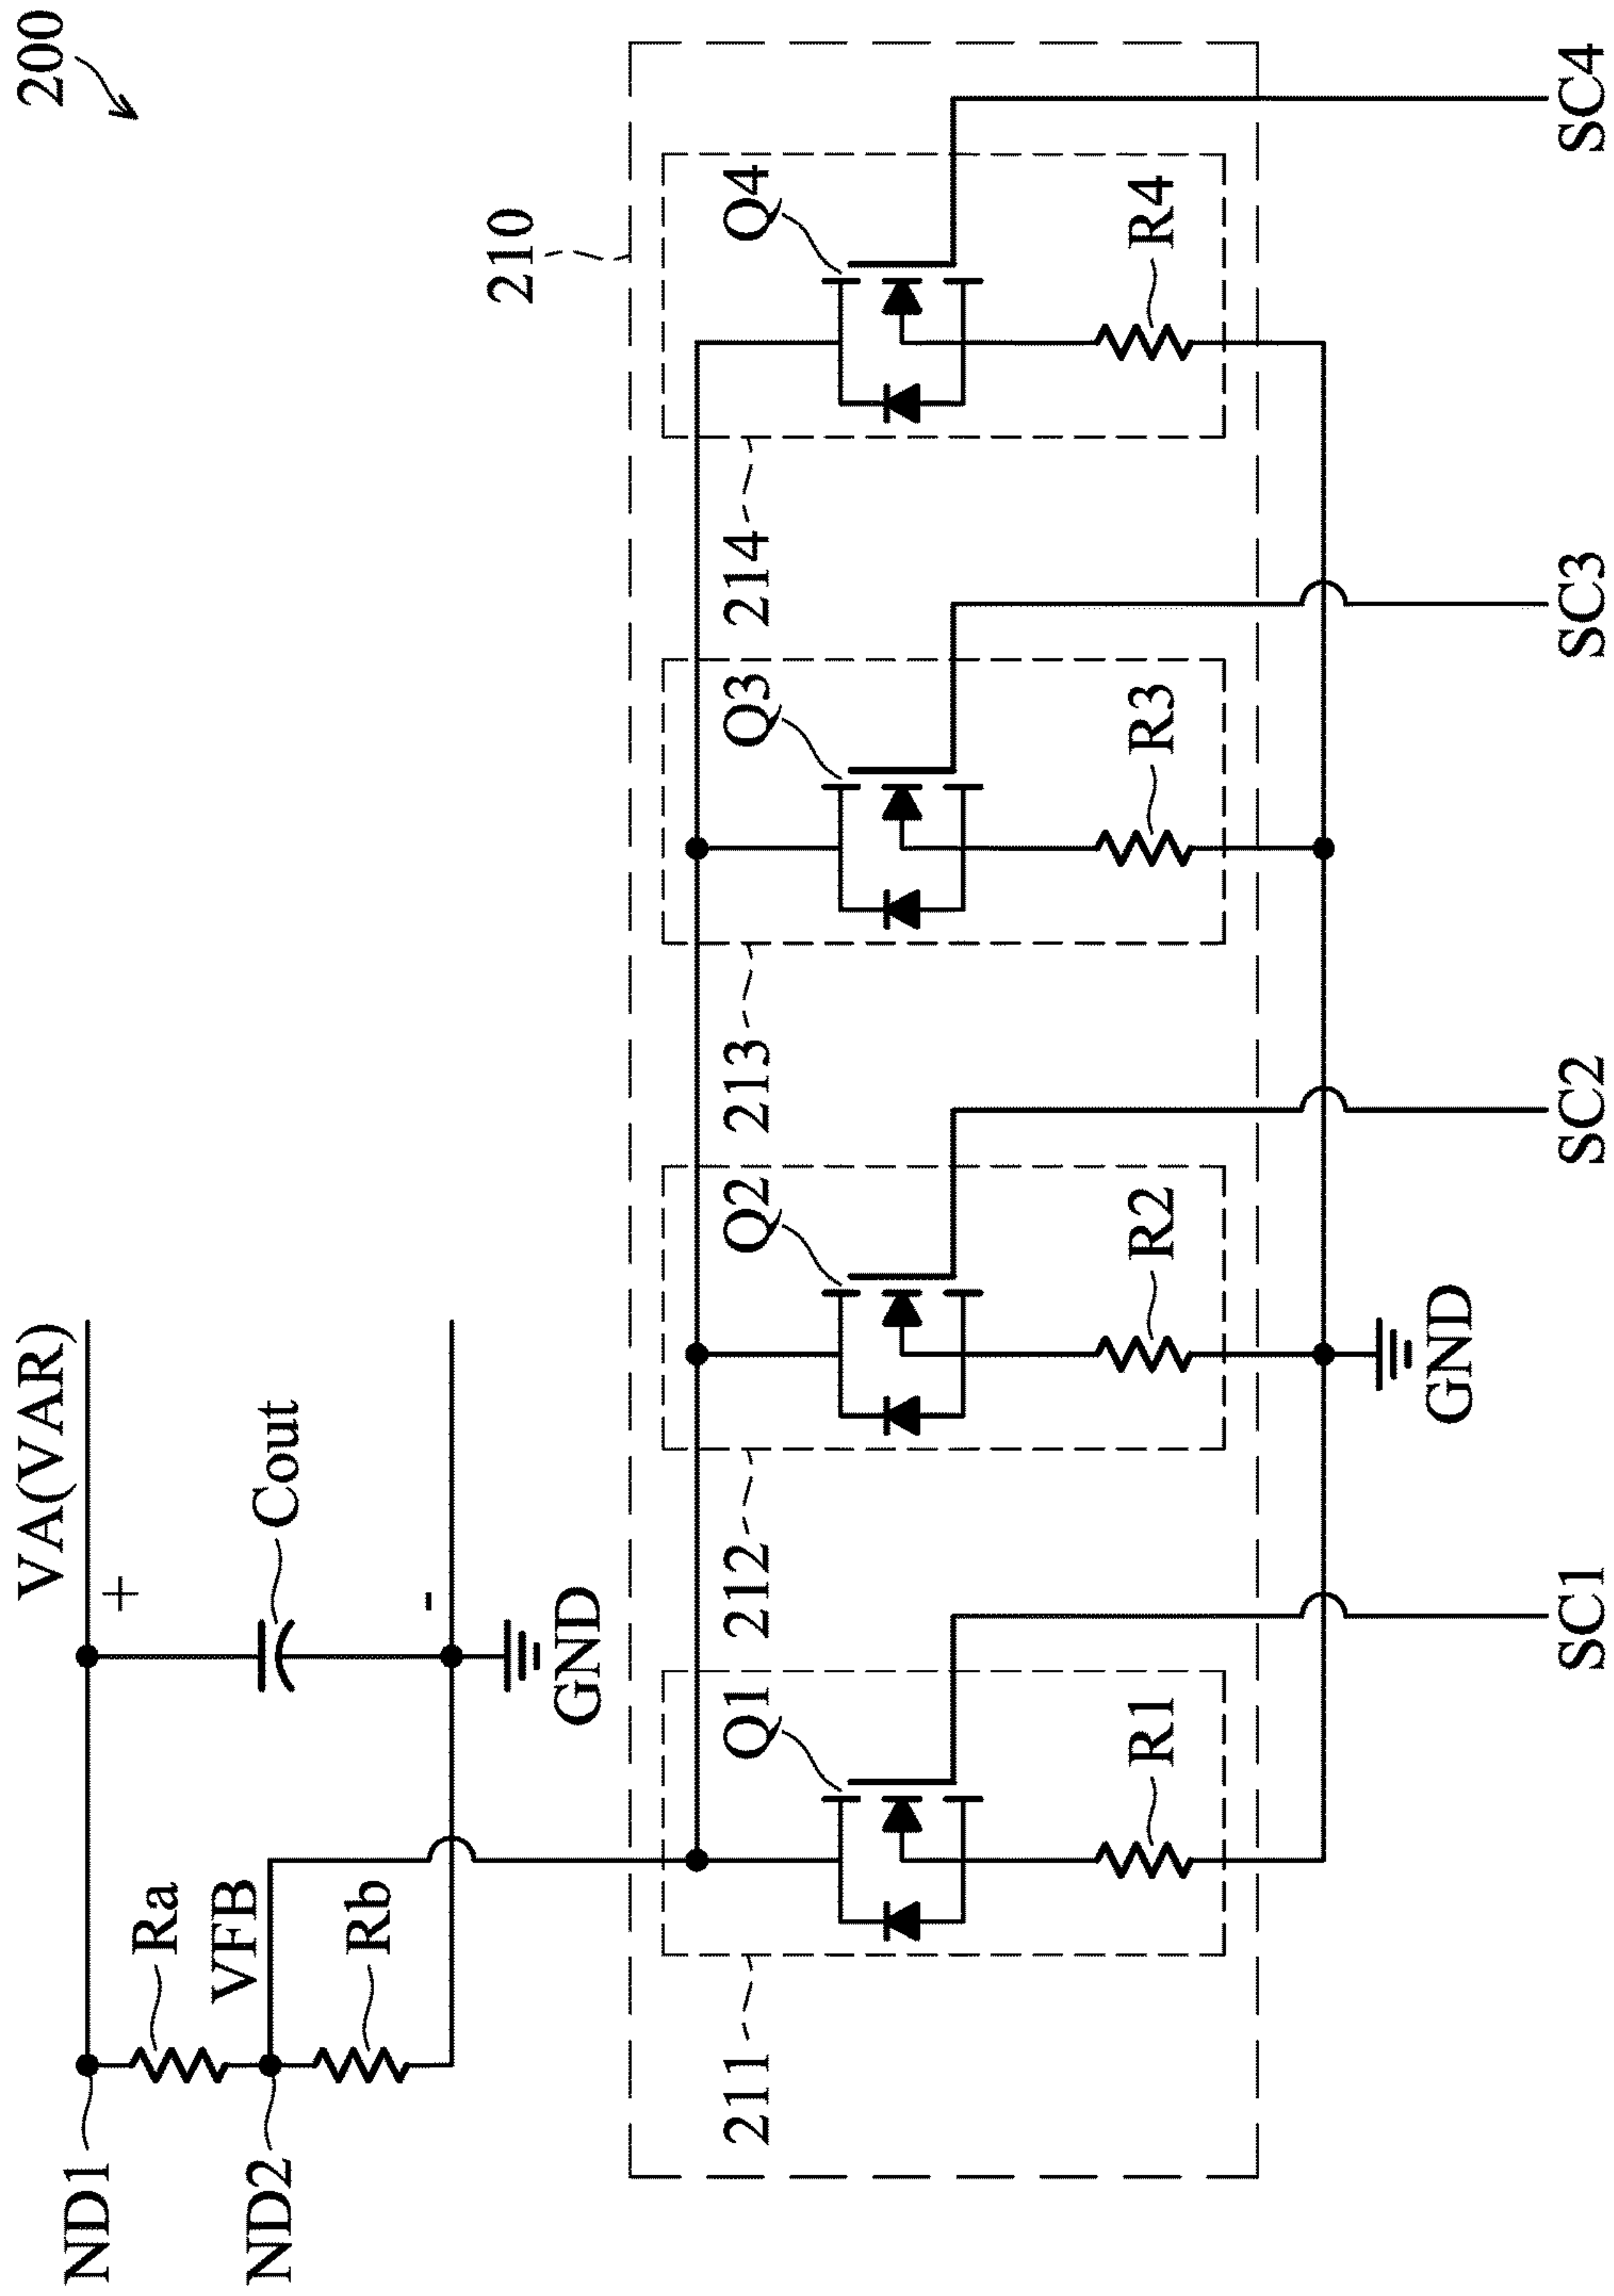 200
VA(VAR)
+
Cout
-
GND
ND1
Ra
VFB
ND2
Rb
210
211
Q1
R1
212
Q2
R2
213
Q3
R3
214
Q4
R4
GND
SC1
SC2
SC3
SC4